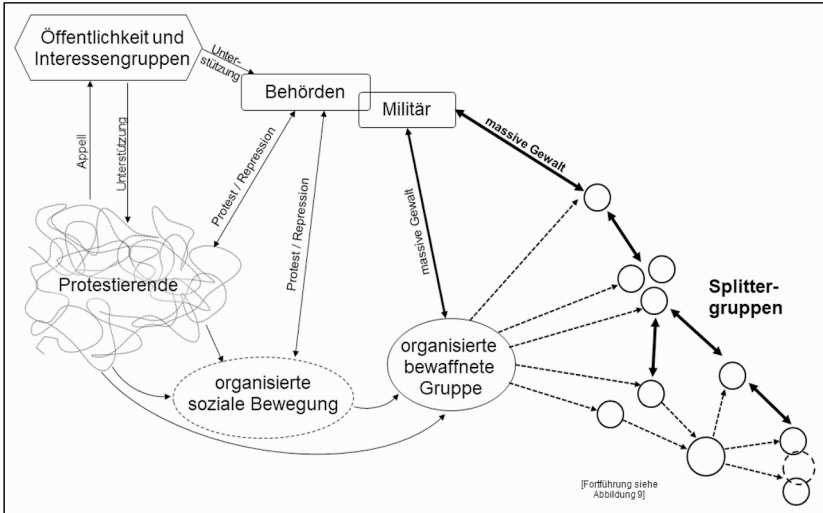 Öffentlichkeit und
Interessengruppen
Unter-
stützung
Behörden
Militär
massive Gewalt
Appell
Unterstützung
Protest / Repression
Protest / Repression
massive Gewalt
Protestierende
Splitter-
gruppen
organisierte
soziale Bewegung
organisierte
bewaffnete
Gruppe
[Fortführung siehe
Abbildung 9]